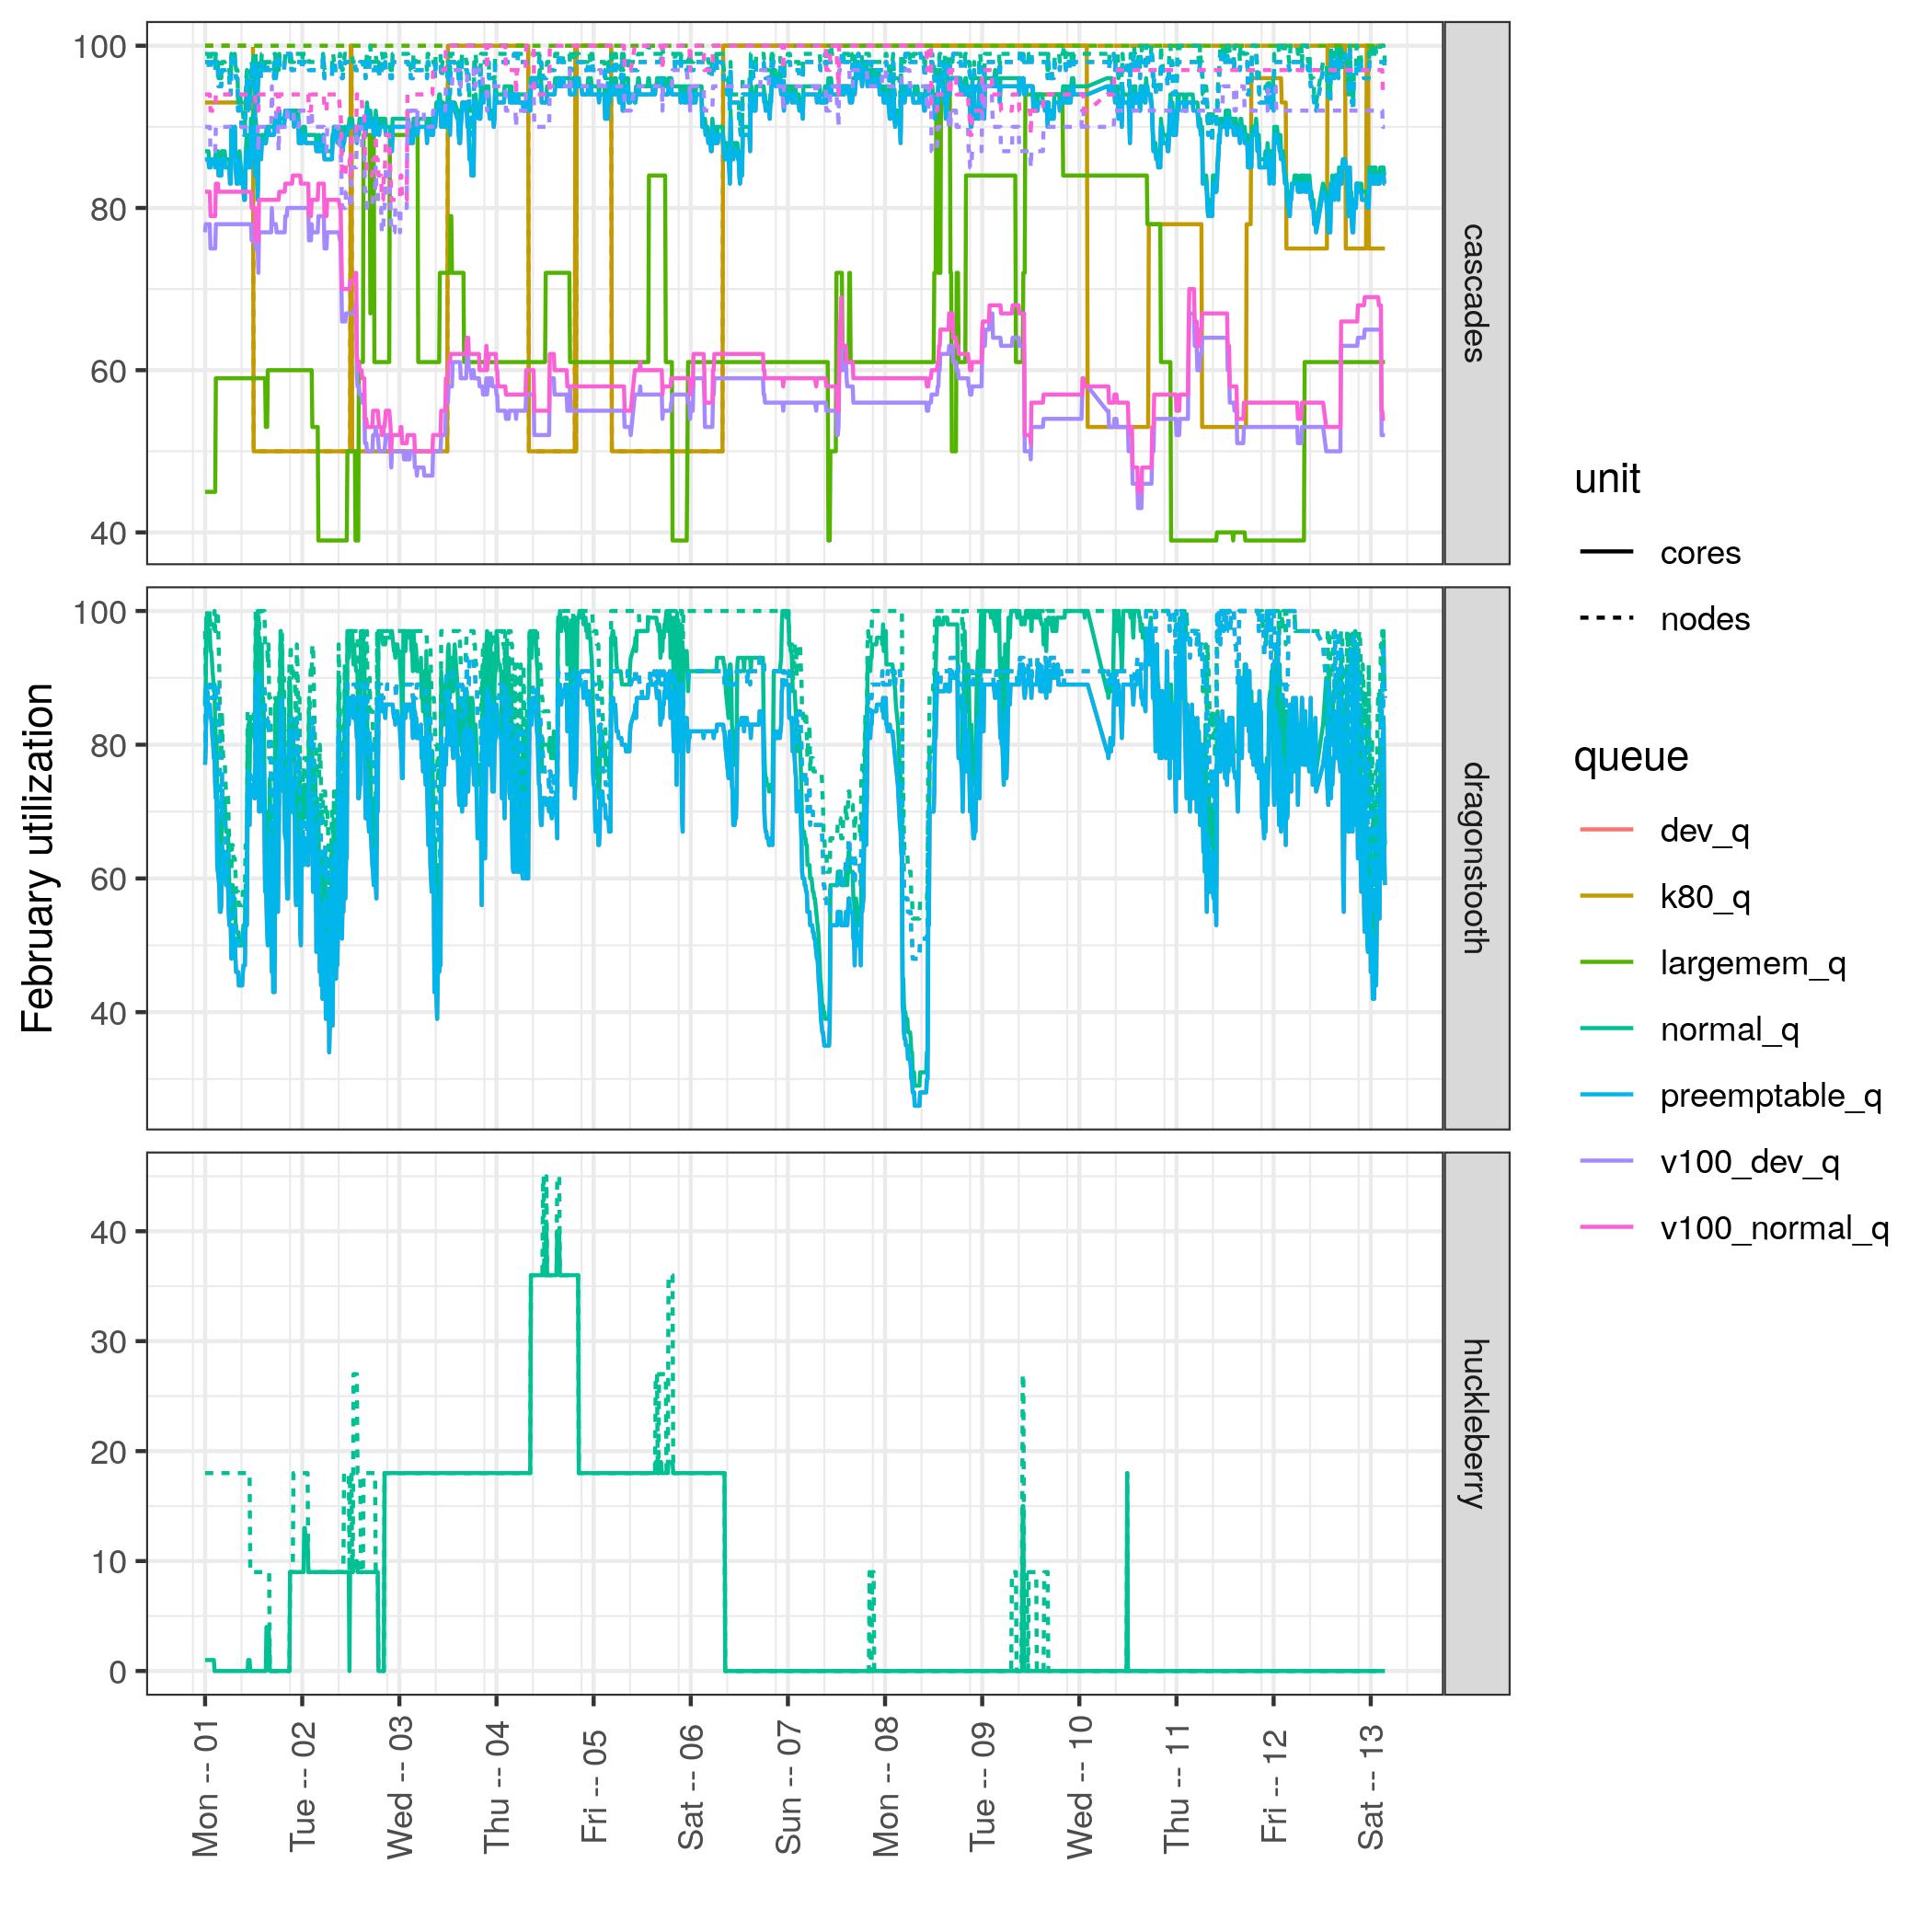 February utilization
100
80
60
40
cascades
100
80
60
40
dragonstooth
40
30
20
10
0
huckleberry
Mon -- 01
Tue -- 02
Wed -- 03
Thu -- 04
Fri -- 05
Sat -- 06
Sun -- 07
Mon -- 08
Tue -- 09
Wed -- 10
Thu -- 11
Fri -- 12
Sat -- 13
unit
cores
nodes
queue
dev_q
k80_q
largemem_q
normal_q
preemptable_q
v100_dev_q
v100_normal_q